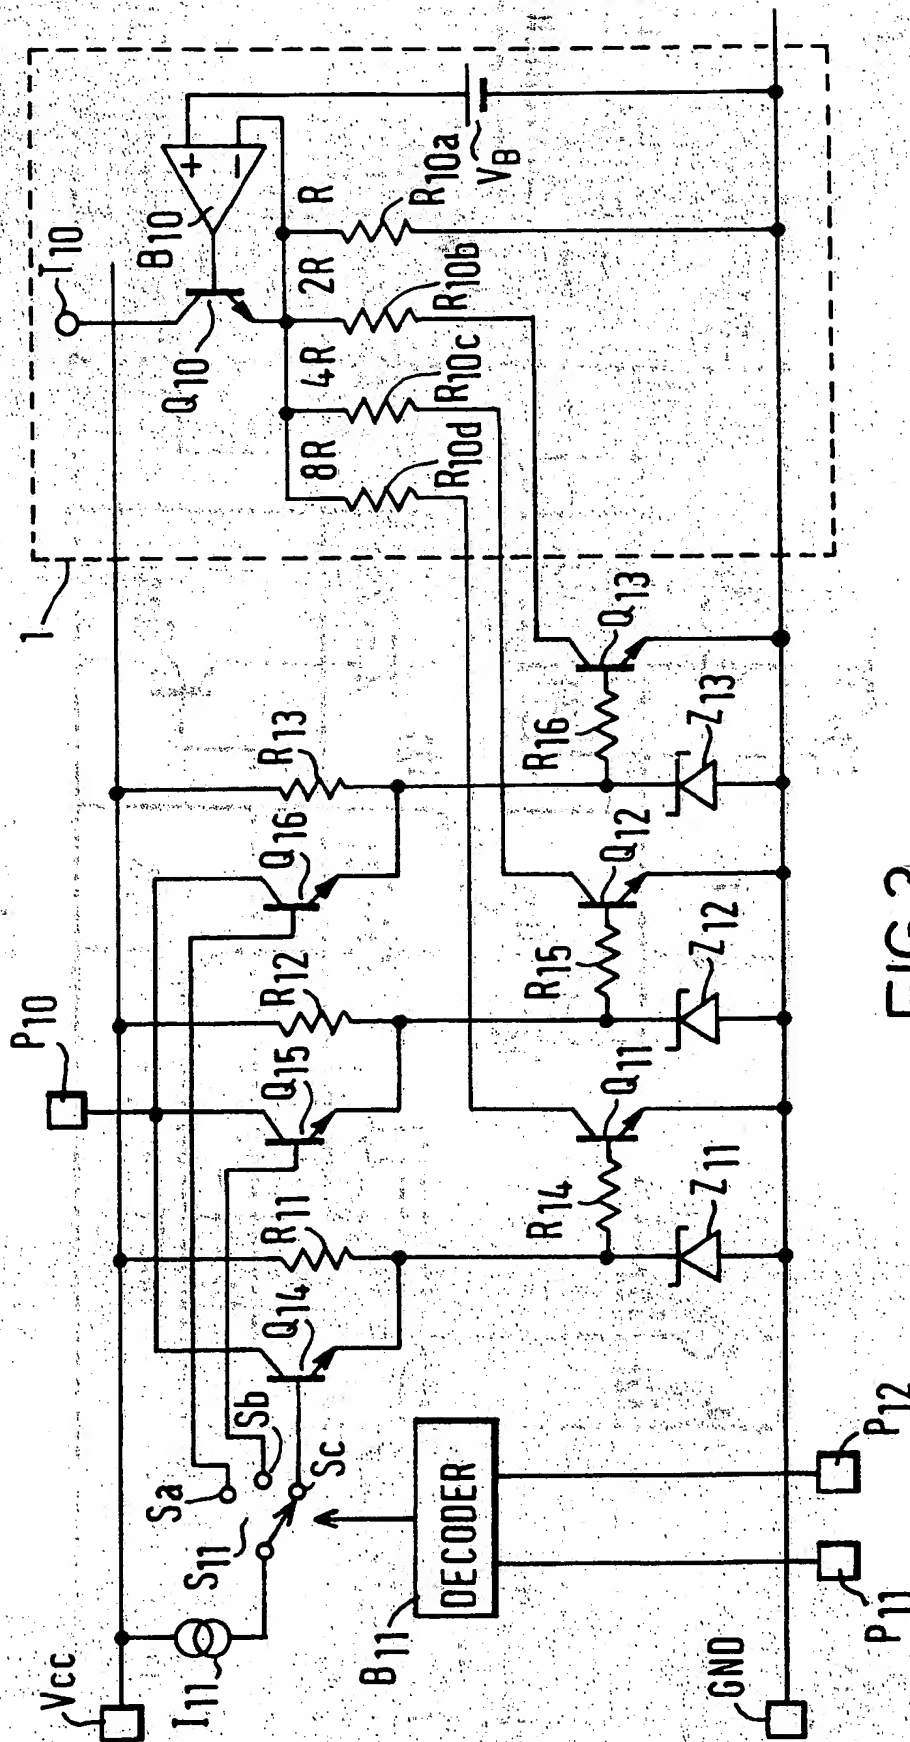 Vcc
I11
S11
Sa
Sb
Sc
B11
DECODER
GND
P11
P12
P10
Q14
R11
Q15
R12
Q16
R13
R14
Q11
Z11
R15
Q12
Z12
R16
Q13
Z13
1
T10
Q10
B10
+
−
8R
4R
2R
R
R10d
R10c
R10b
R10a
VB